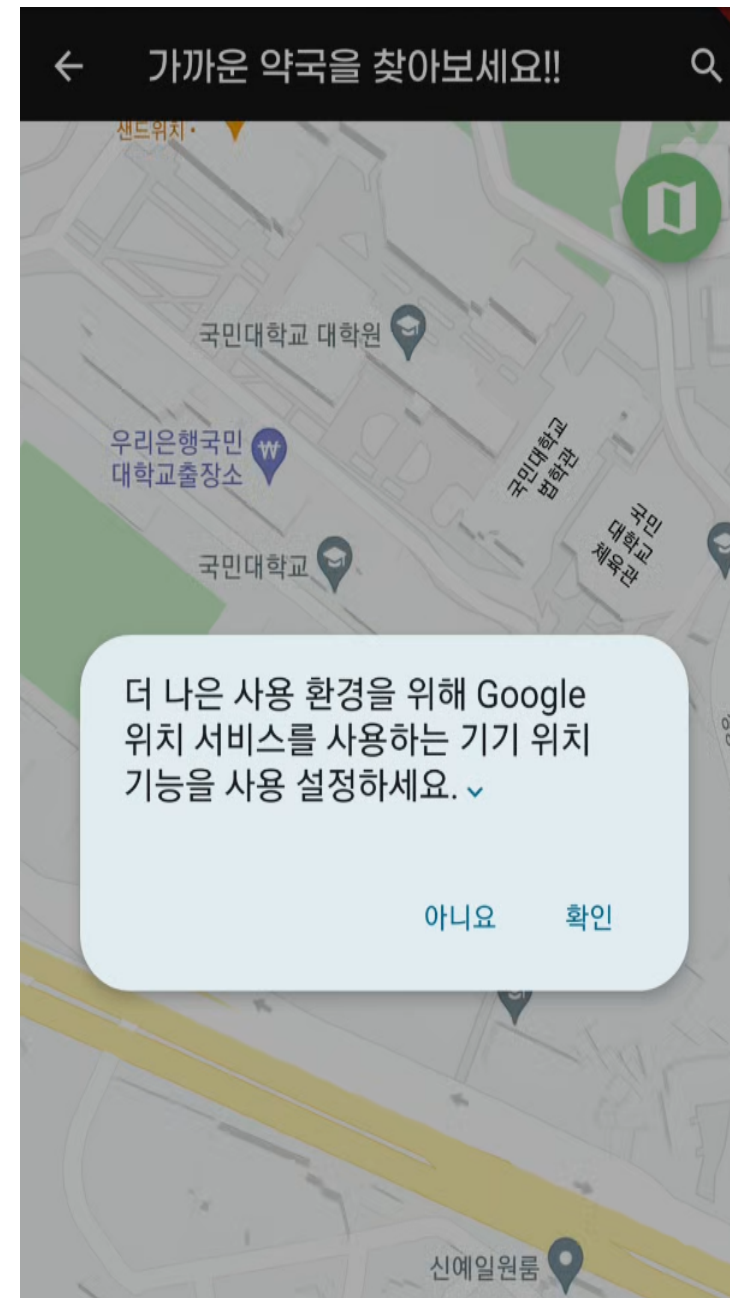 가까운 약국을 찾아보세요!!
샌드위치 ·
국민대학교 대학원
우리은행국민
대학교출장소
국민대학교
법학관
국민
대학교
체육관
국민대학교
더 나은 사용 환경을 위해 Google
위치 서비스를 사용하는 기기 위치
기능을 사용 설정하세요.
아니요 확인
신예일원룸